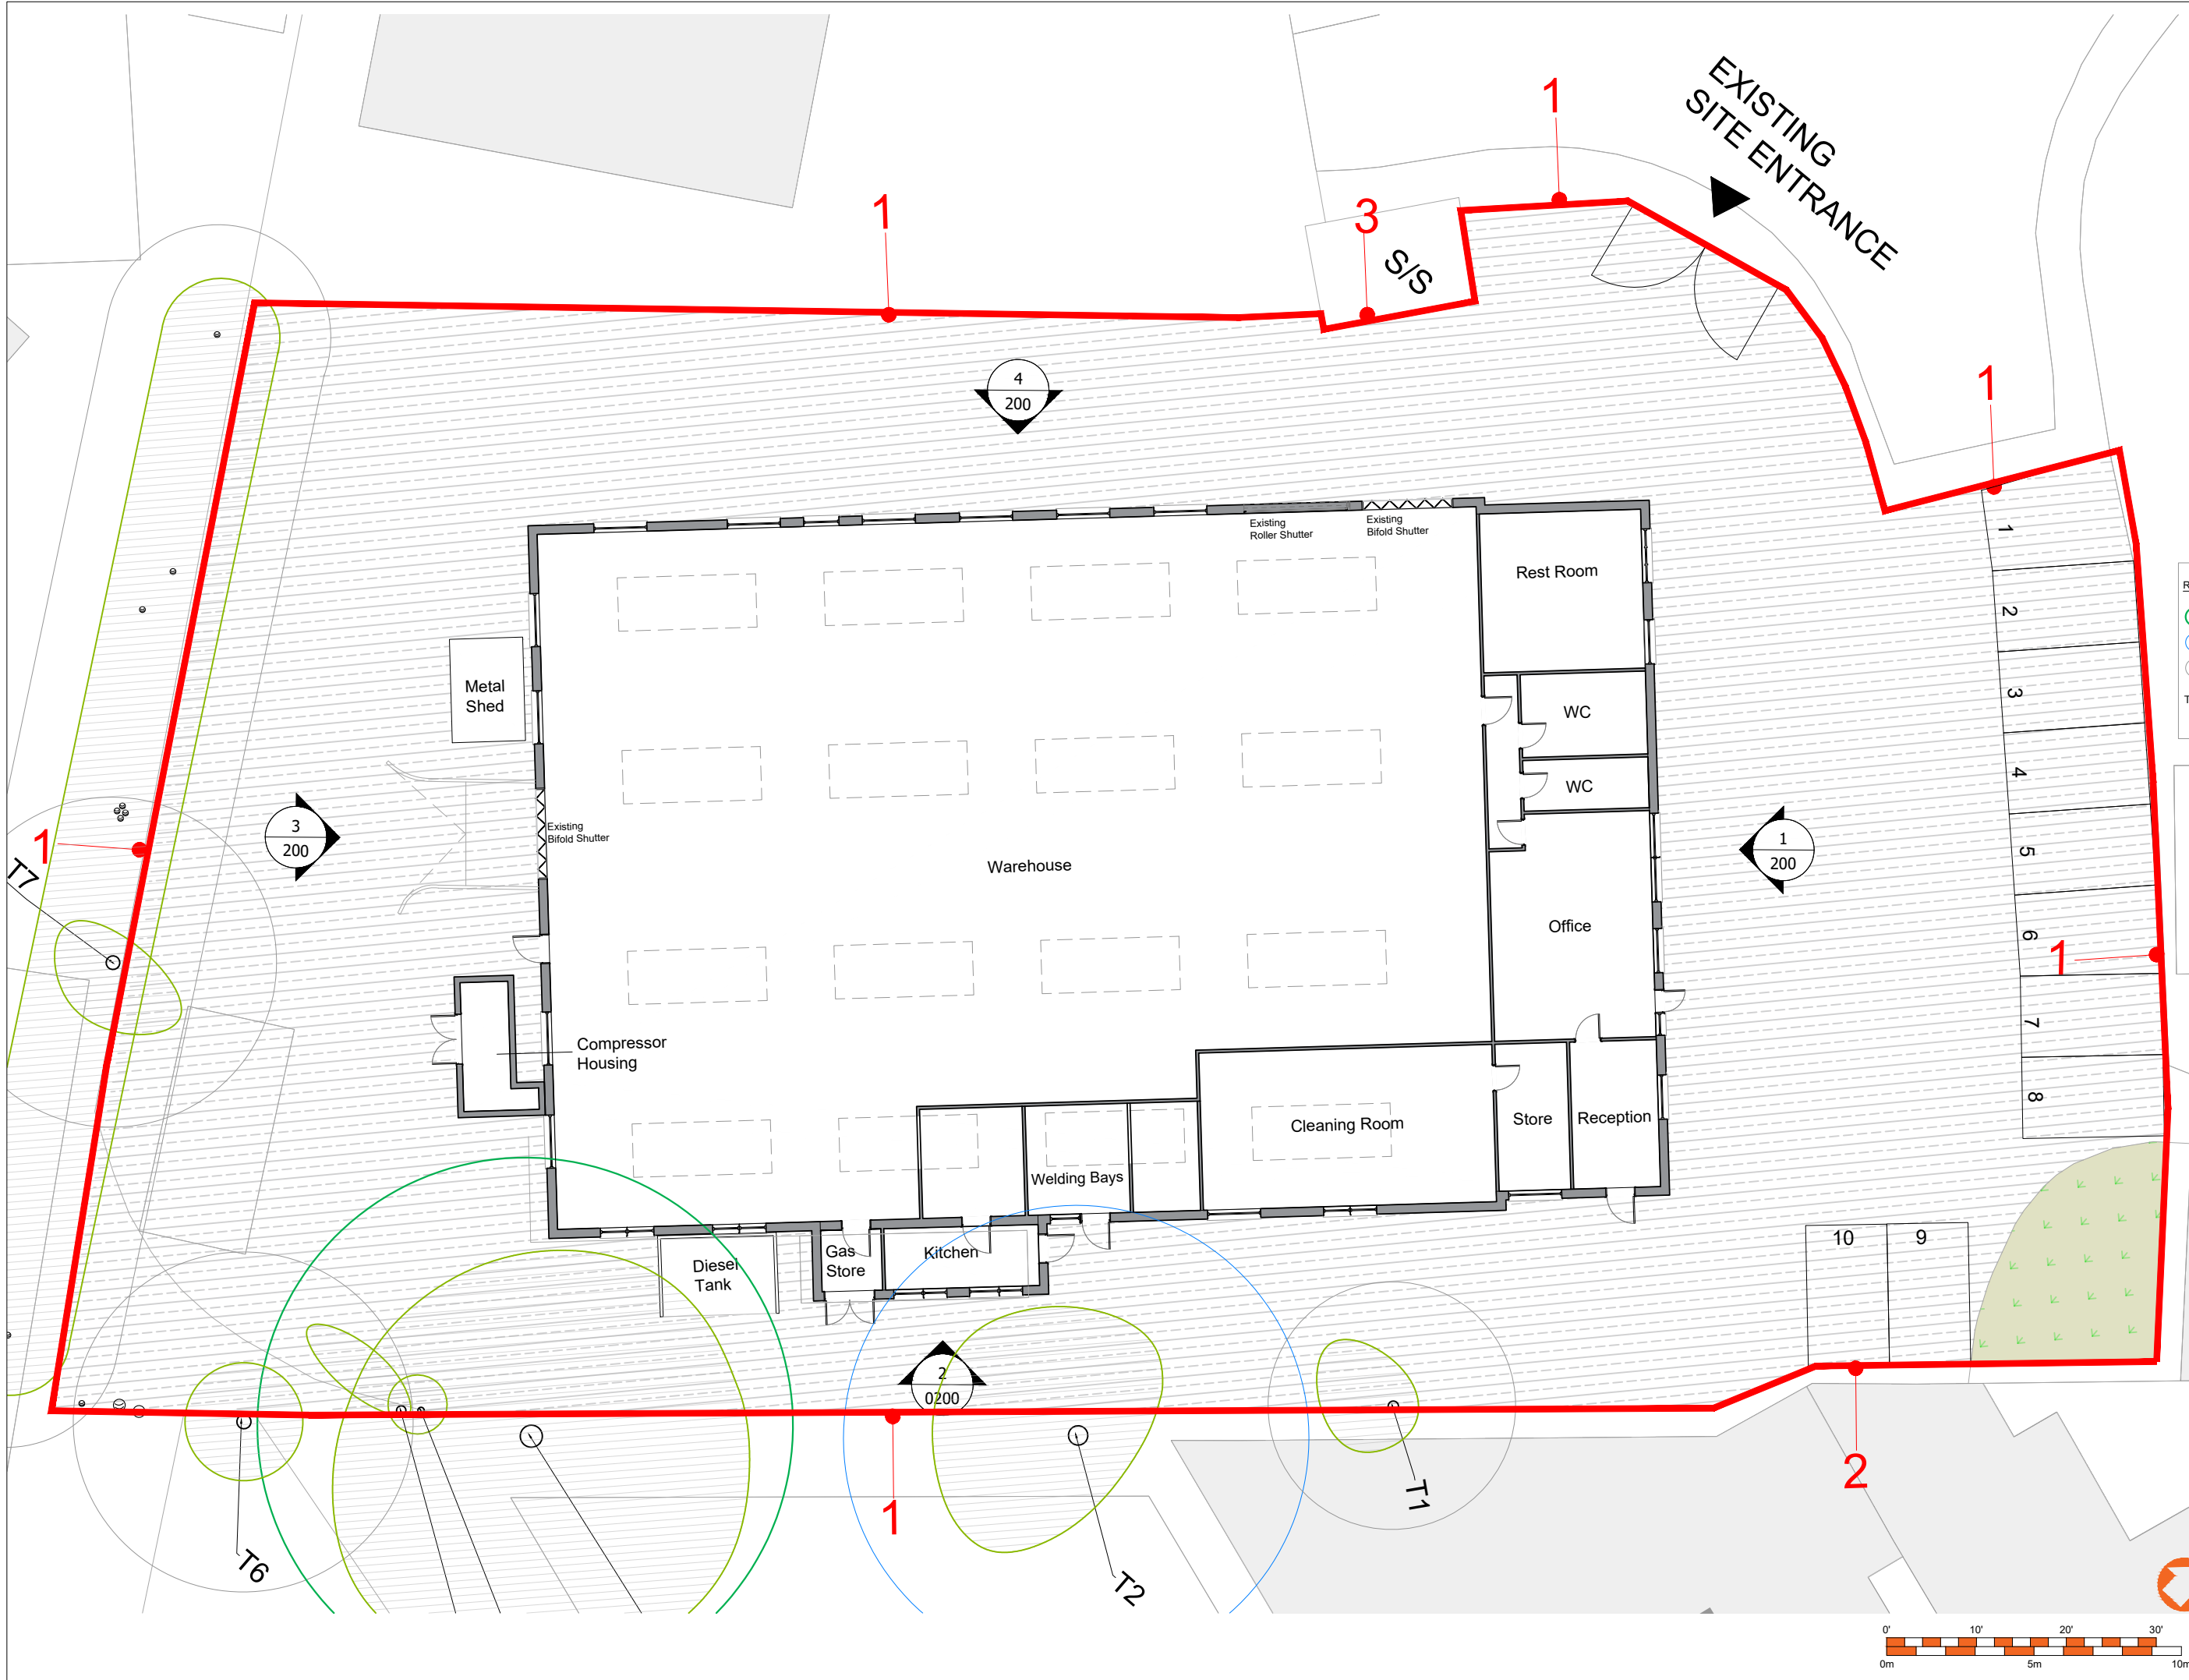 EXISTING
SITE ENTRANCE
1
1
3
S/S
1
4
200
Existing
Roller Shutter
Existing
Bifold Shutter
Rest Room
1
2
3
4
5
6
7
8
Metal
Shed
WC
WC
3
200
Existing
Bifold Shutter
1
T7
Warehouse
1
200
Office
1
Compressor
Housing
Cleaning Room
Store
Reception
Welding Bays
10
9
Gas
Store
Kitchen
Diesel
Tank
2
0200
1
2
T1
T6
T2
0'
10'
20'
30'
0m
5m
10m